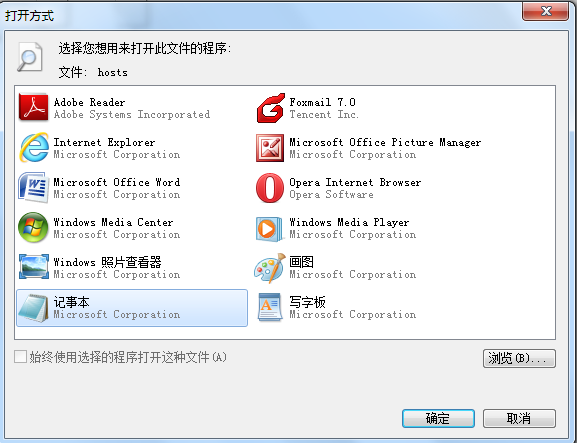 打开方式
选择您想用来打开此文件的程序:
文件: hosts
Adobe Reader
Adobe Systems Incorporated
Foxmail 7.0
Tencent Inc.
Internet Explorer
Microsoft Corporation
Microsoft Office Picture Manager
Microsoft Corporation
Microsoft Office Word
Microsoft Corporation
Opera Internet Browser
Opera Software
Windows Media Center
Microsoft Corporation
Windows Media Player
Microsoft Corporation
Windows 照片查看器
Microsoft Corporation
画图
Microsoft Corporation
记事本
Microsoft Corporation
写字板
Microsoft Corporation
始终使用选择的程序打开这种文件(A)
浏览(B)...
确定
取消